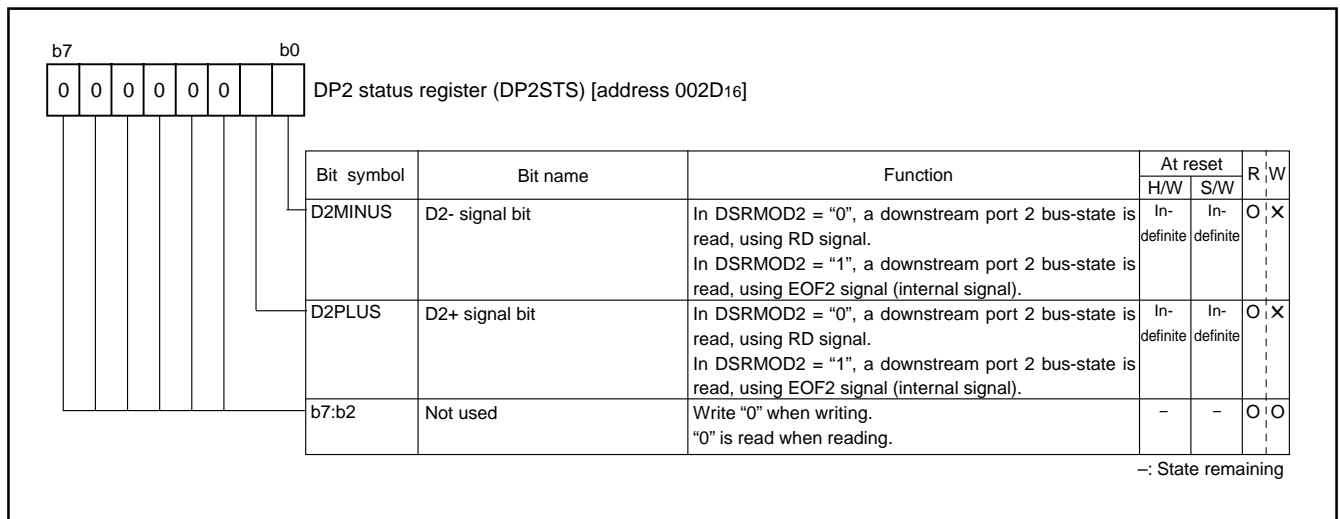 b7 b0
0 0 0 0 0 0 DP2 status register (DP2STS) [address 002D16]
Bit symbol Bit name Function At reset R W
H/W S/W
D2MINUS D2- signal bit In DSRMOD2 = “0”, a downstream port 2 bus-state is In- In- O ✕
read, using RD signal. definite definite
In DSRMOD2 = “1”, a downstream port 2 bus-state is
read, using EOF2 signal (internal signal).
D2PLUS D2+ signal bit In DSRMOD2 = “0”, a downstream port 2 bus-state is In- In- O ✕
read, using RD signal. definite definite
In DSRMOD2 = “1”, a downstream port 2 bus-state is
read, using EOF2 signal (internal signal).
b7:b2 Not used Write “0” when writing. – – O O
“0” is read when reading.
–: State remaining